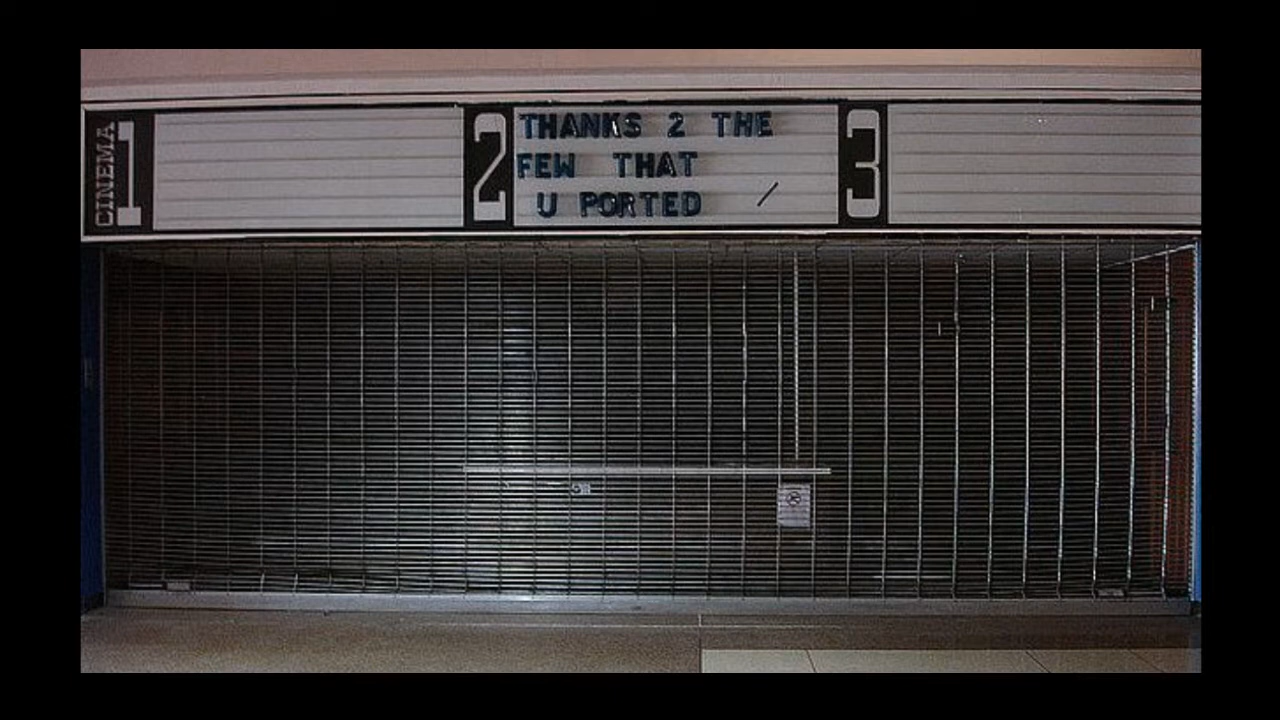 CINEMA 1
2
THANKS 2 THE
FEW THAT
U PORTED /
3